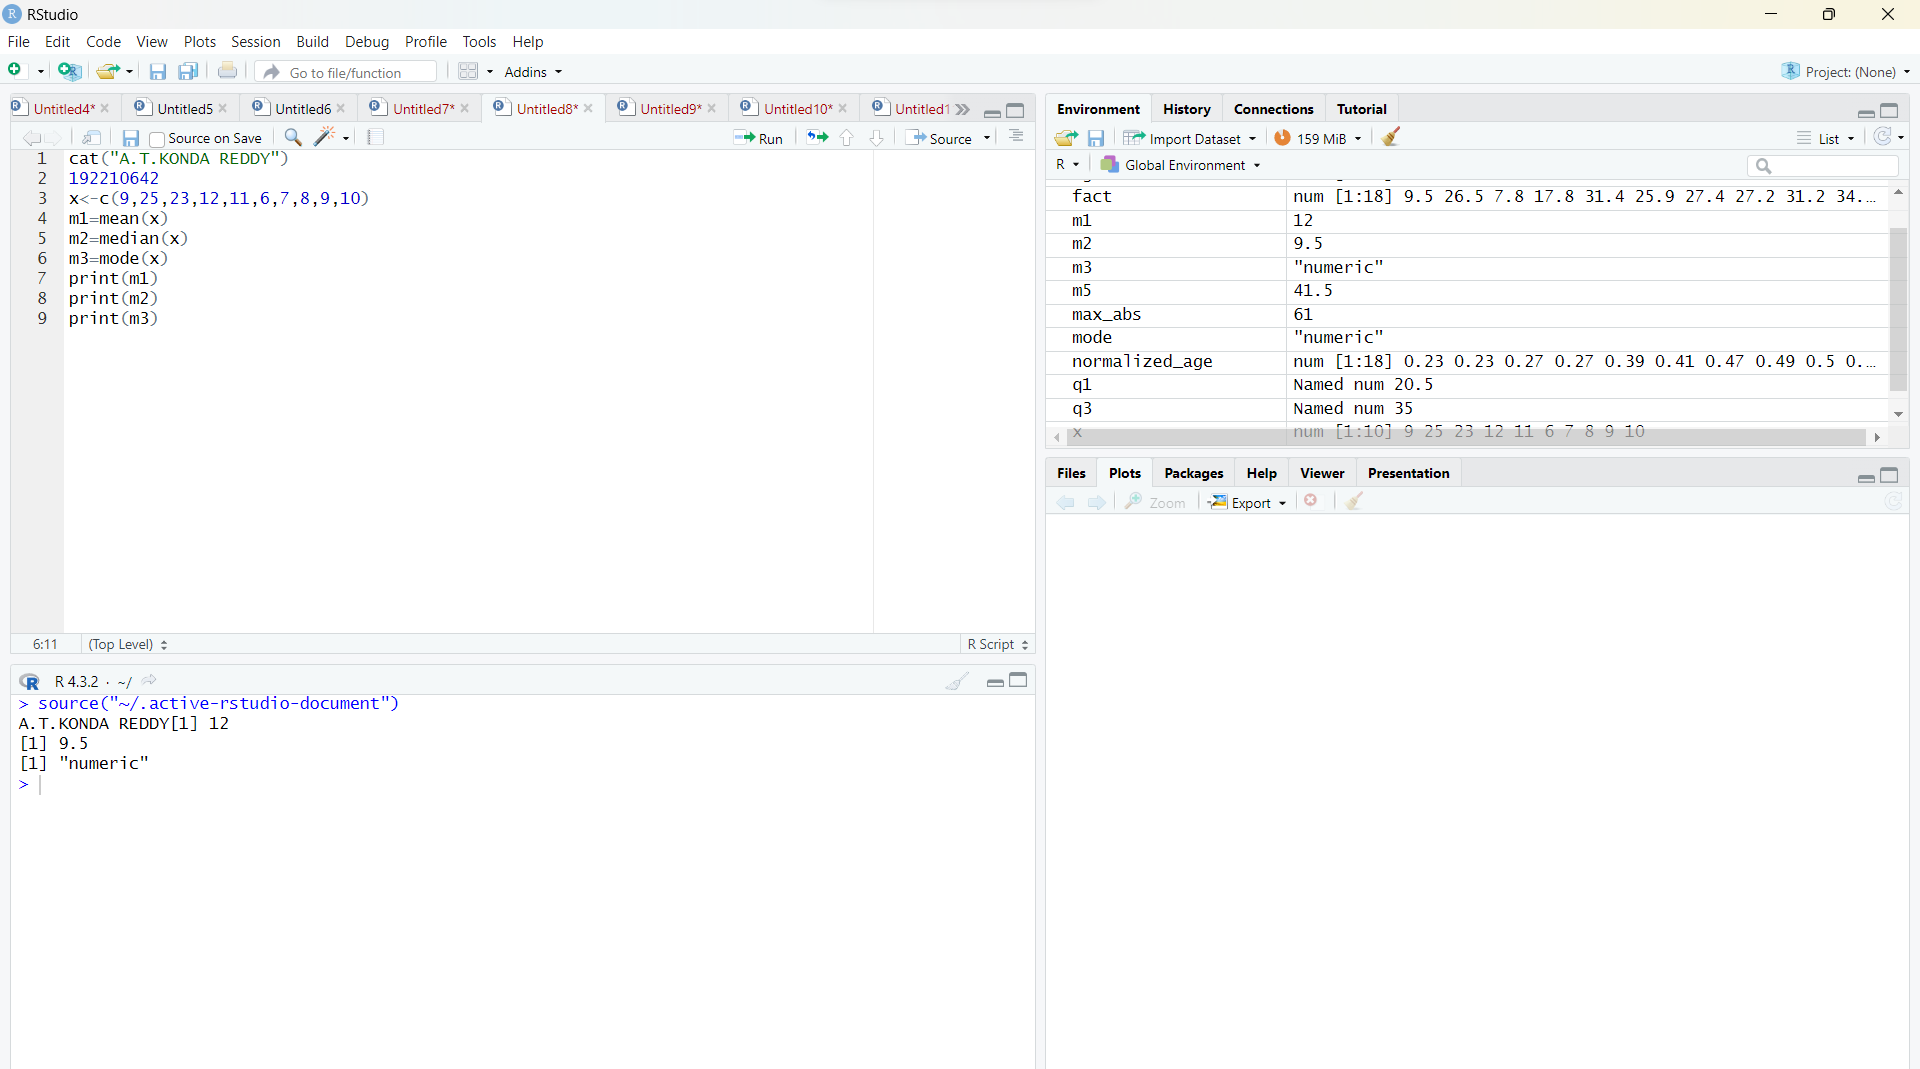 RStudio
File Edit Code View Plots Session Build Debug Profile Tools Help
Go to file/function Addins Project: (None)
Untitled4* Untitled5 Untitled6 Untitled7* Untitled8* Untitled9* Untitled10* Untitled1
Source on Save Run Source
1 cat("A.T.KONDA REDDY")
2 192210642
3 x<-c(9,25,23,12,11,6,7,8,9,10)
4 m1=mean(x)
5 m2=median(x)
6 m3=mode(x)
7 print(m1)
8 print(m2)
9 print(m3)
6:11 (Top Level) R Script
R 4.3.2 · ~/
> source("~/.active-rstudio-document")
A.T.KONDA REDDY[1] 12
[1] 9.5
[1] "numeric"
>
Environment History Connections Tutorial
Import Dataset 159 MiB List
R Global Environment
fact num [1:18] 9.5 26.5 7.8 17.8 31.4 25.9 27.4 27.2 31.2 34.…
m1 12
m2 9.5
m3 "numeric"
m5 41.5
max_abs 61
mode "numeric"
normalized_age num [1:18] 0.23 0.23 0.27 0.27 0.39 0.41 0.47 0.49 0.5 0.…
q1 Named num 20.5
q3 Named num 35
x num [1:10] 9 25 23 12 11 6 7 8 9 10
Files Plots Packages Help Viewer Presentation
Zoom Export